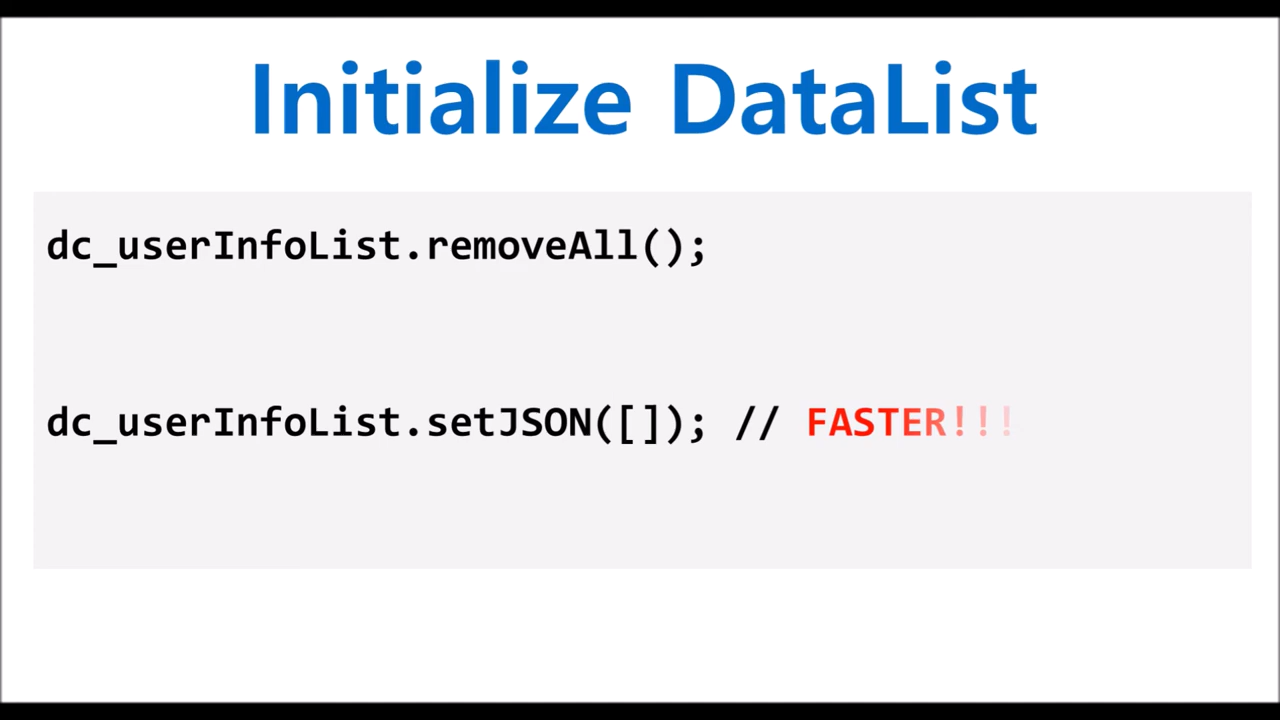 Initialize DataList
dc_userInfoList.removeAll();
dc_userInfoList.setJSON([]); // FASTER!!!